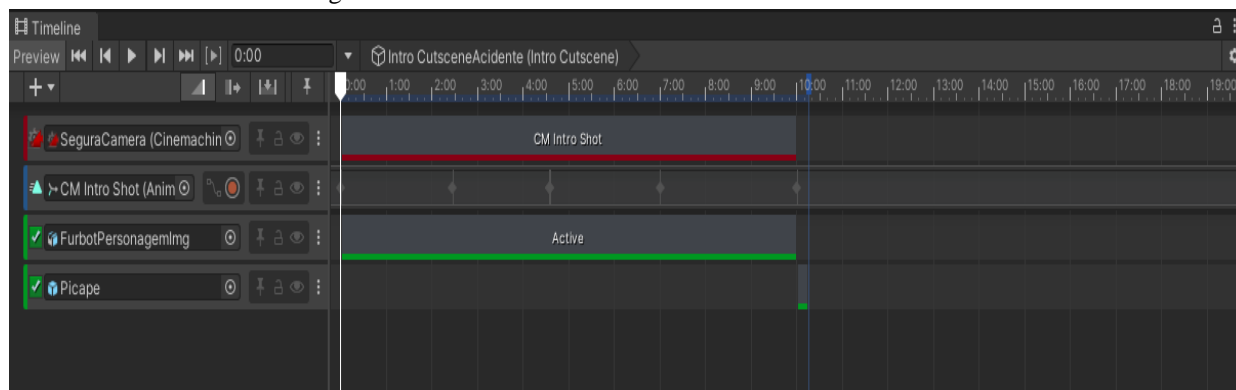 Timeline
Preview 0:00 Intro CutsceneAcidente (Intro Cutscene)
0:00 1:00 2:00 3:00 4:00 5:00 6:00 7:00 8:00 9:00 10:00 11:00 12:00 13:00 14:00 15:00 16:00 17:00 18:00 19:00
SeguraCamera (Cinemachin CM Intro Shot
CM Intro Shot (Anim
FurbotPersonagemImg Active
Picape